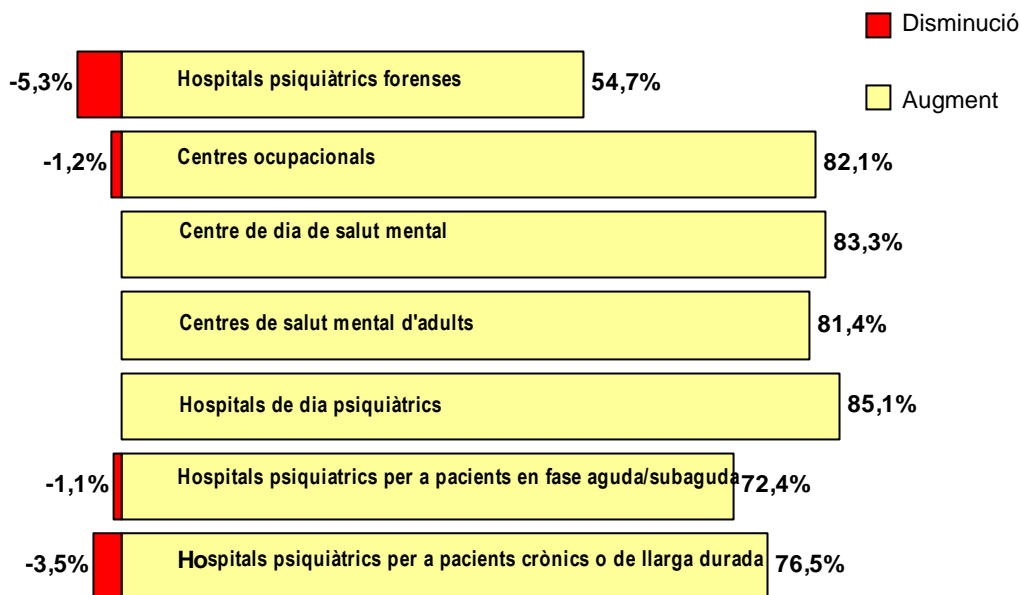 Disminució
-5,3% Hospitals psiquiàtrics forenses 54,7%
Augment
-1,2% Centres ocupacionals 82,1%
Centre de dia de salut mental 83,3%
Centres de salut mental d'adults 81,4%
Hospitals de dia psiquiàtrics 85,1%
-1,1% Hospitals psiquiatrics per a pacients en fase aguda/subaguda 72,4%
-3,5% Hospitals psiquiàtrics per a pacients crònics o de llarga durada 76,5%